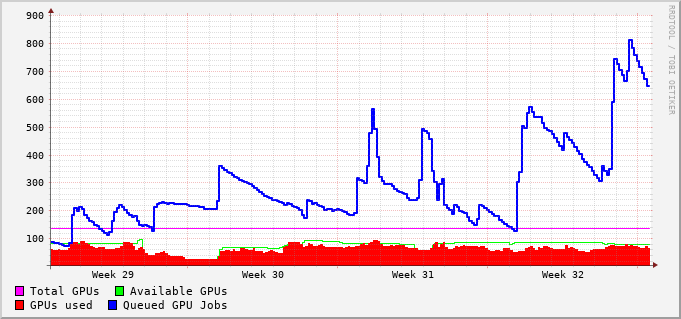 900
800
700
600
500
400
300
200
100
Week 29 Week 30 Week 31 Week 32
Total GPUs Available GPUs
GPUs used Queued GPU Jobs
RRDTOOL / TOBI OETIKER